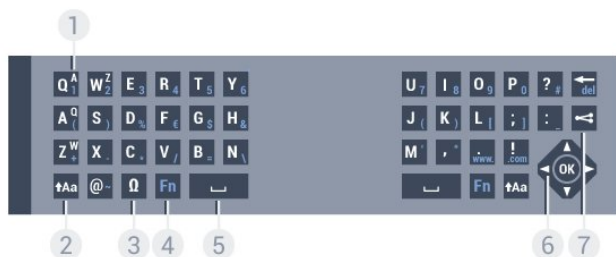 1
Q A 1 W Z 2 E 3 R 4 T 5 Y 6 U 7 I 8 O 9 P 0 ? # del
A Q ( S ) D % F € G $ H & J ( K ) L [ ; ] : _
Z W + X - C * V / B = N \ M ' , " . www. ! .com OK
Aa @ ~ Ω Fn Fn Aa
2 3 4 5 6 7